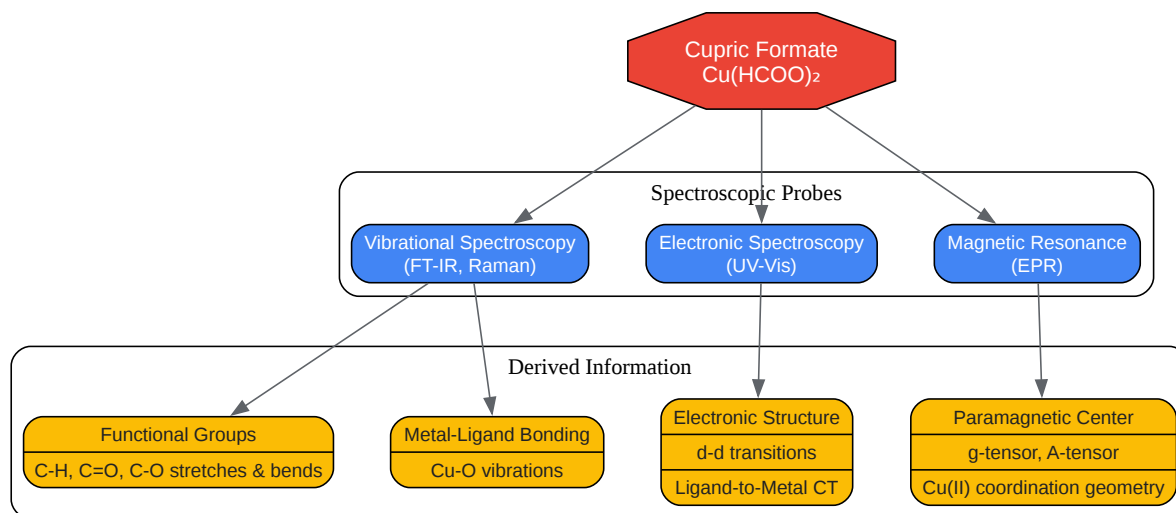 Cupric Formate
Cu(HCOO)₂
Spectroscopic Probes
Vibrational Spectroscopy
(FT-IR, Raman)
Electronic Spectroscopy
(UV-Vis)
Magnetic Resonance
(EPR)
Derived Information
Functional Groups
C-H, C=O, C-O stretches & bends
Metal-Ligand Bonding
Cu-O vibrations
Electronic Structure
d-d transitions
Ligand-to-Metal CT
Paramagnetic Center
g-tensor, A-tensor
Cu(II) coordination geometry